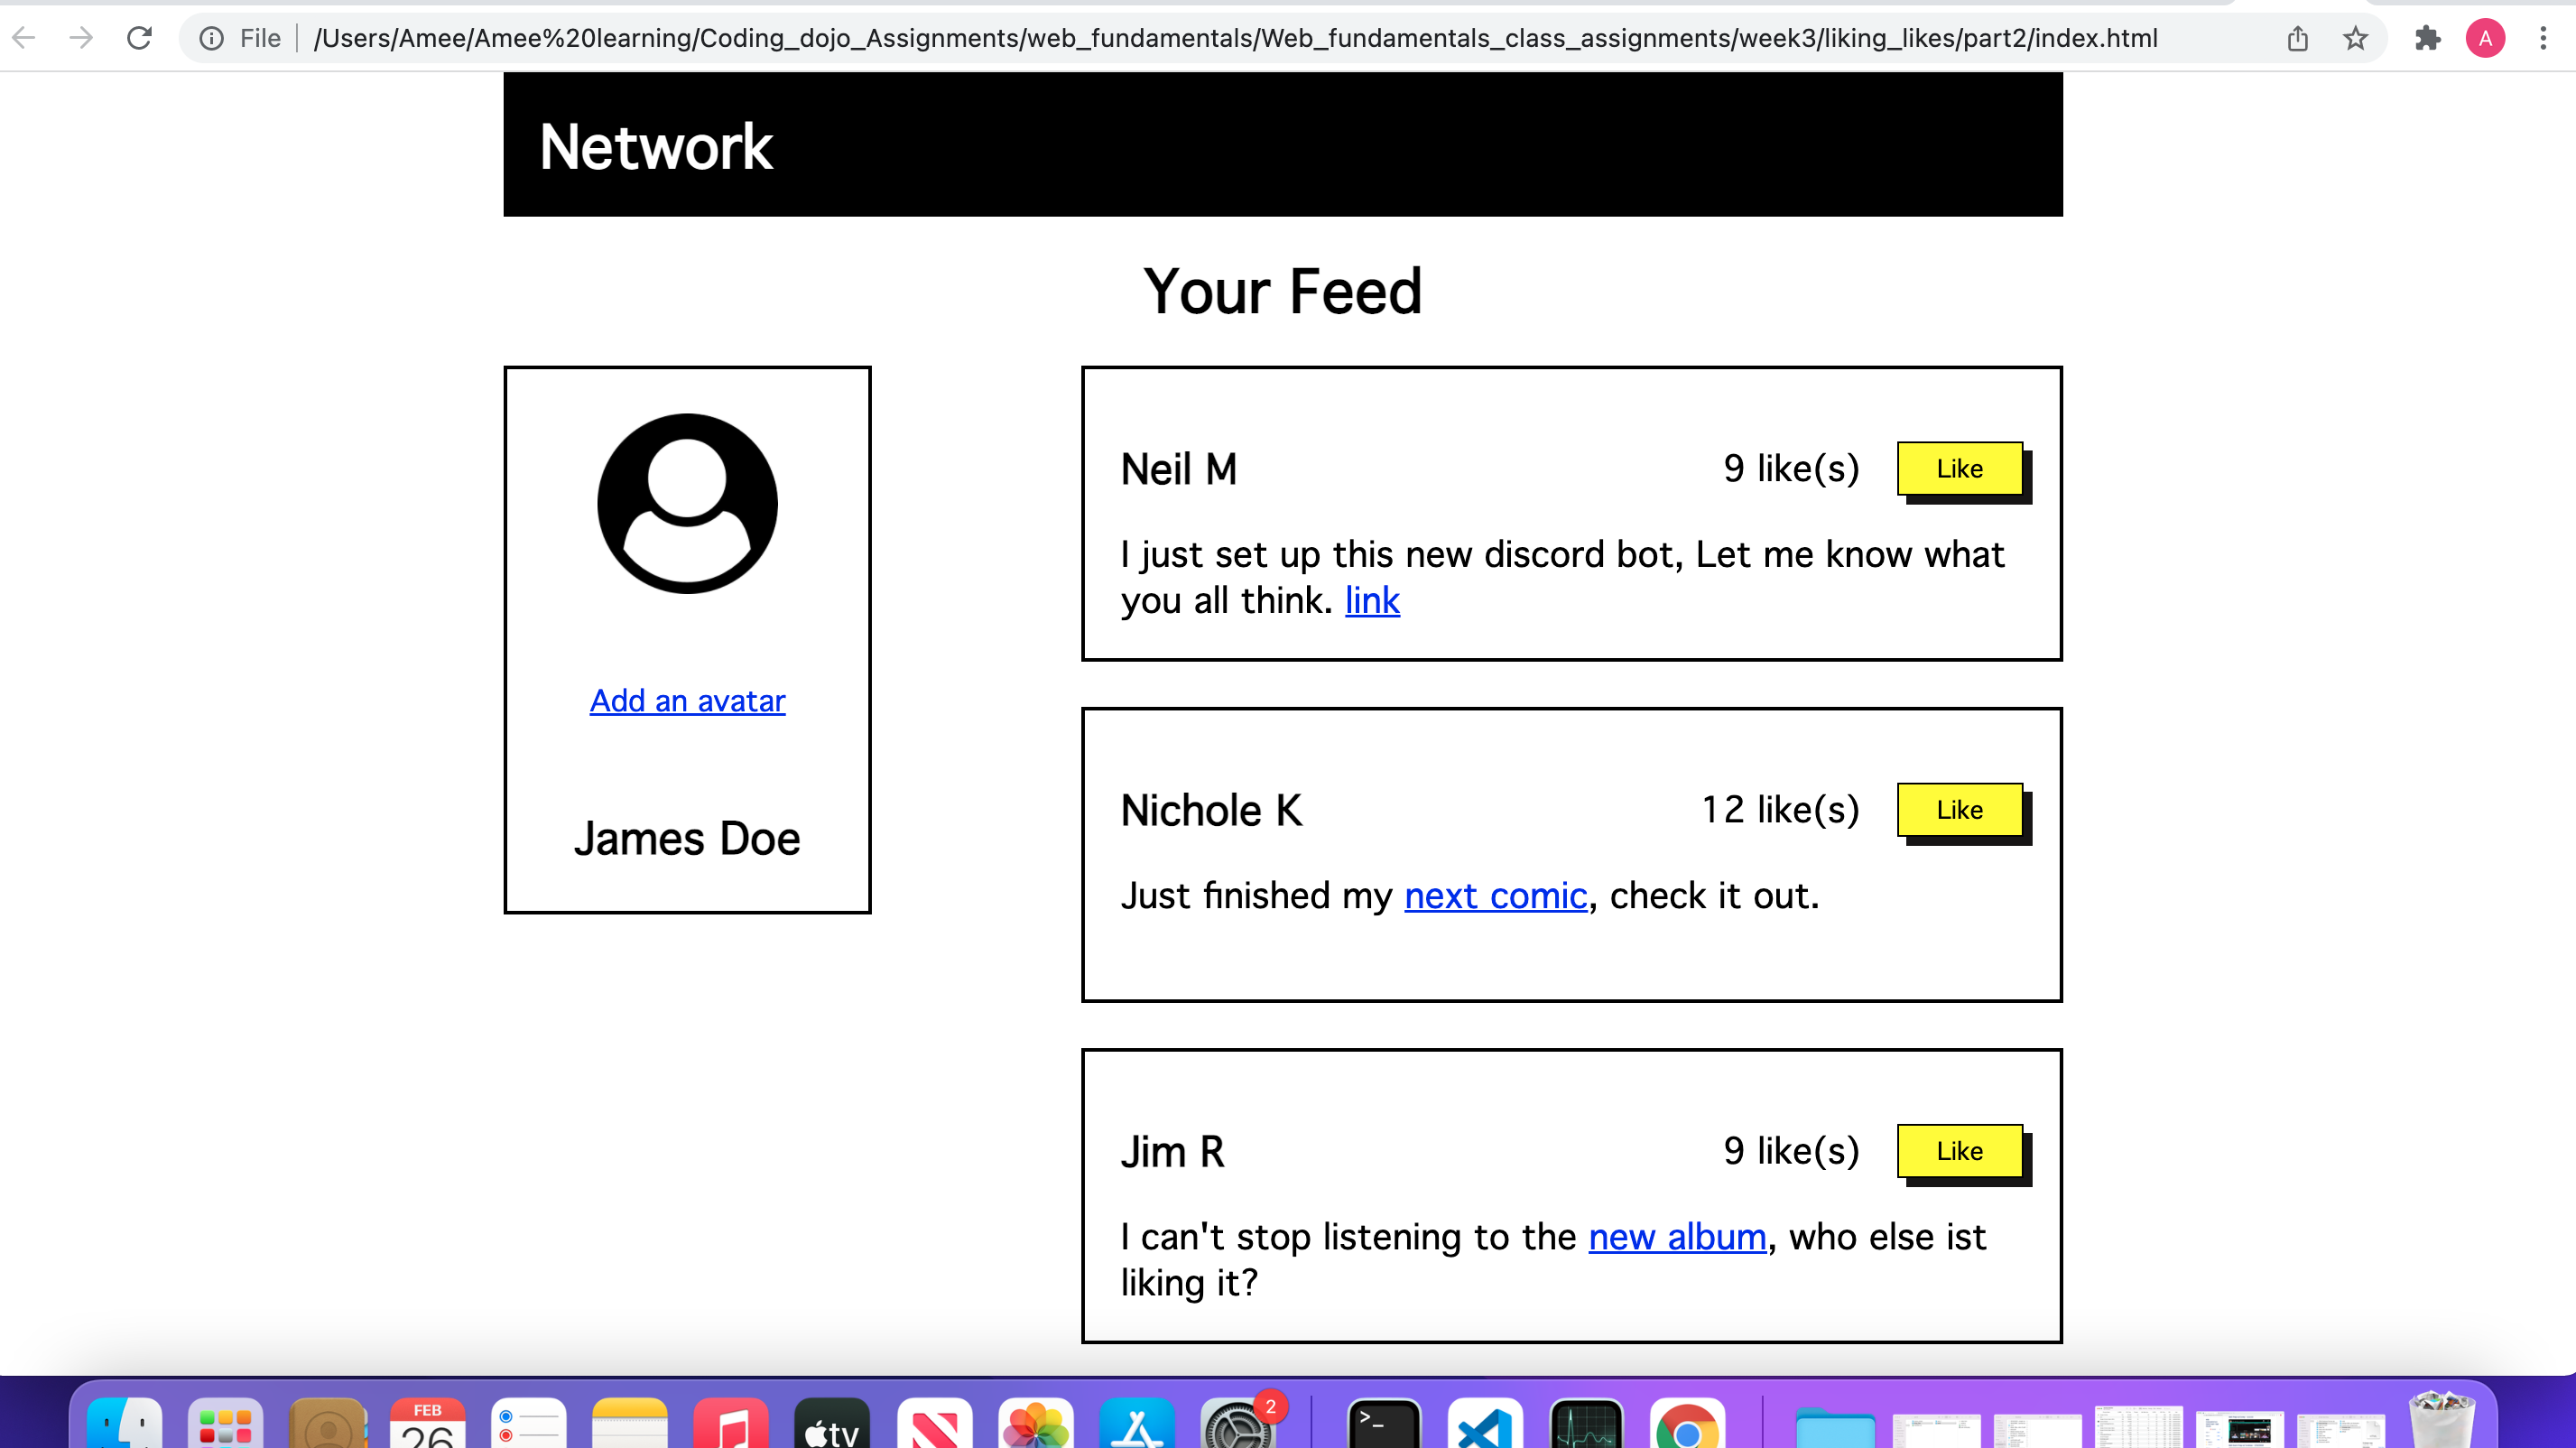 File
/Users/Amee/Amee%20learning/Coding_dojo_Assignments/web_fundamentals/Web_fundamentals_class_assignments/week3/liking_likes/part2/index.html
A
Network
Your Feed
Add an avatar
James Doe
Neil M
9 like(s)
Like
I just set up this new discord bot, Let me know what
you all think. link
Nichole K
12 like(s)
Like
Just finished my next comic, check it out.
Jim R
9 like(s)
Like
I can't stop listening to the new album, who else ist
liking it?
FEB
26
tv
2
>_